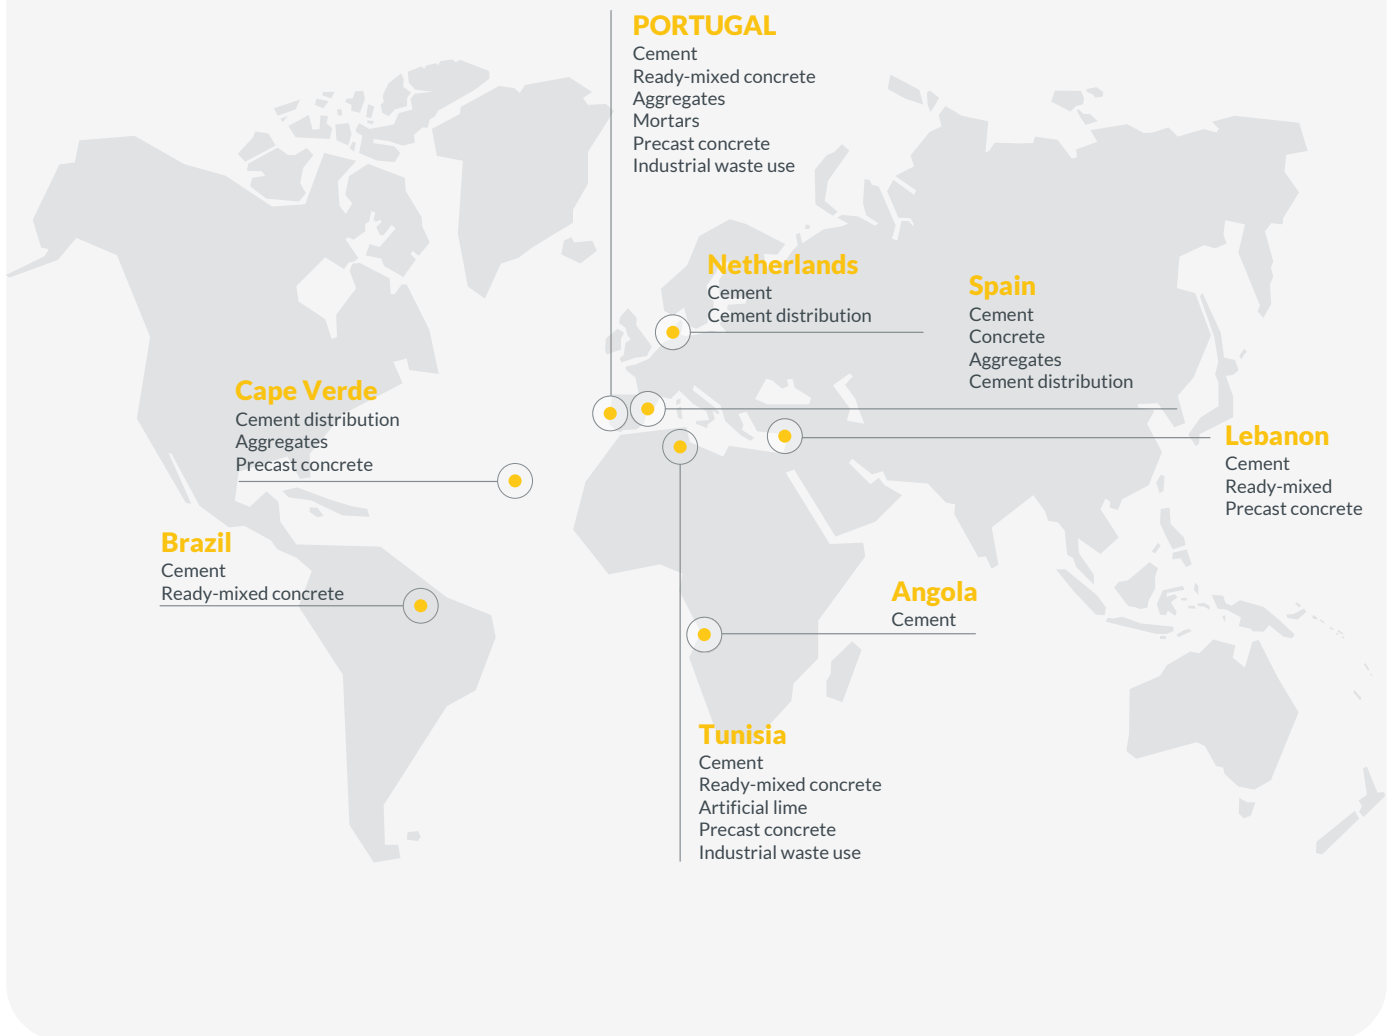 PORTUGAL
Cement
Ready-mixed concrete
Aggregates
Mortars
Precast concrete
Industrial waste use
Netherlands
Cement
Cement distribution
Spain
Cement
Concrete
Aggregates
Cement distribution
Cape Verde
Cement distribution
Aggregates
Precast concrete
Lebanon
Cement
Ready-mixed
Precast concrete
Brazil
Cement
Ready-mixed concrete
Angola
Cement
Tunisia
Cement
Ready-mixed concrete
Artificial lime
Precast concrete
Industrial waste use